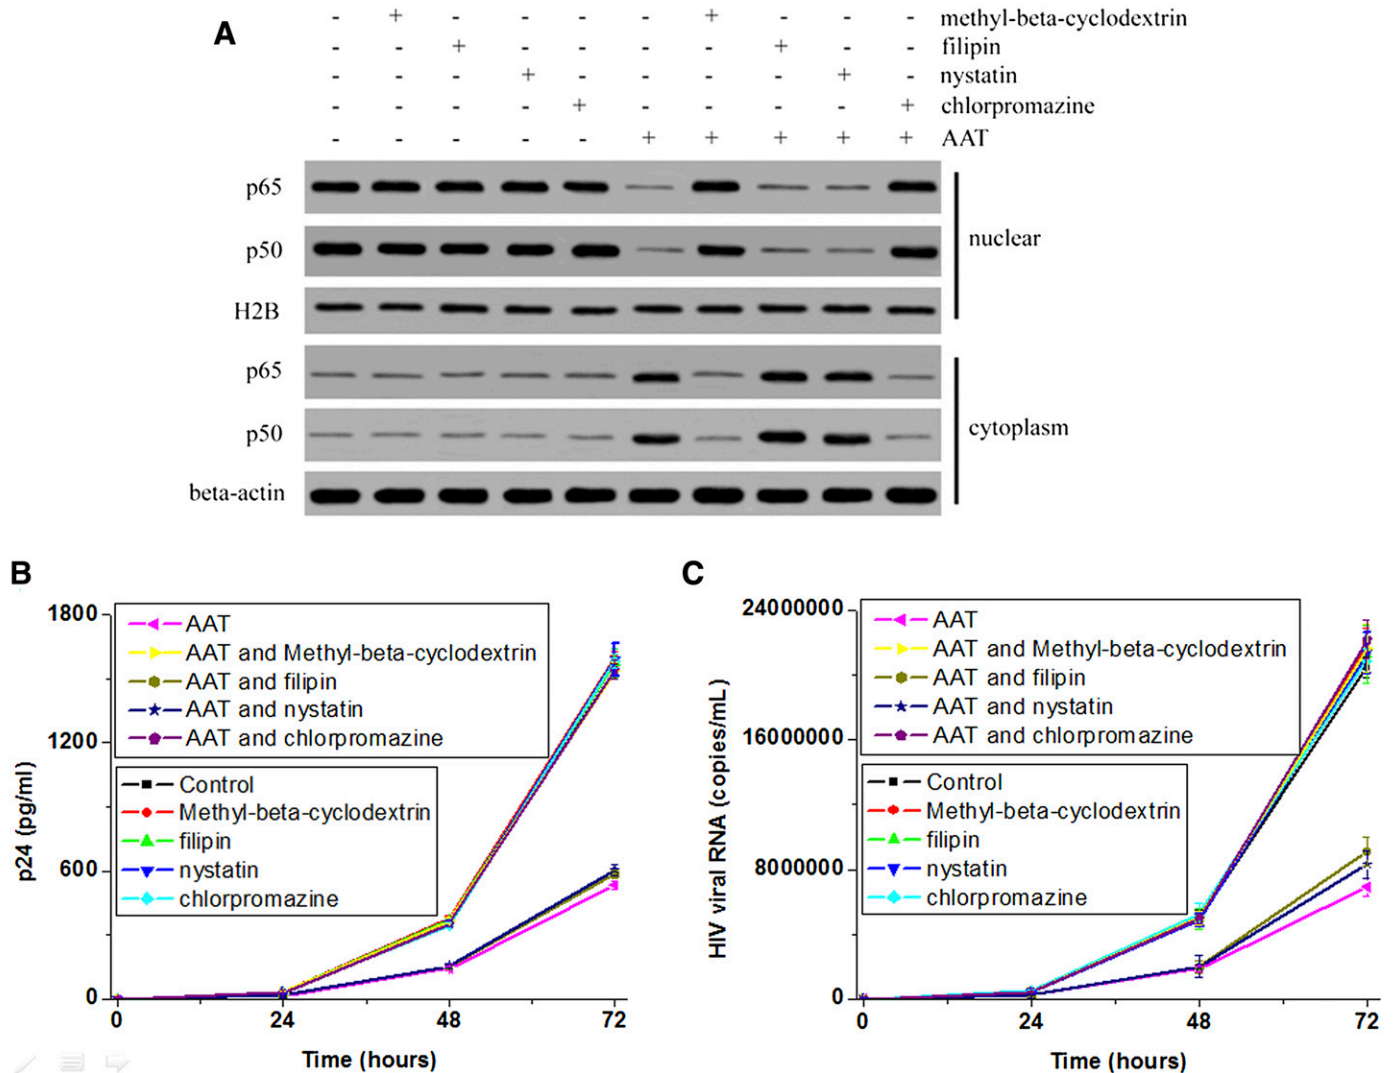 A
- + - - - - + - - - methyl-beta-cyclodextrin
- - + - - - - + - - filipin
- - - + - - - - + - nystatin
- - - - + - - - - + chlorpromazine
- - - - - + + + + + AAT
p65
p50
nuclear
H2B
p65
p50
cytoplasm
beta-actin
B
1800
1200
600
0
p24 (pg/ml)
AAT
AAT and Methyl-beta-cyclodextrin
AAT and filipin
AAT and nystatin
AAT and chlorpromazine
Control
Methyl-beta-cyclodextrin
filipin
nystatin
chlorpromazine
0 24 48 72
Time (hours)
C
24000000
16000000
8000000
0
HIV viral RNA (copies/mL)
AAT
AAT and Methyl-beta-cyclodextrin
AAT and filipin
AAT and nystatin
AAT and chlorpromazine
Control
Methyl-beta-cyclodextrin
filipin
nystatin
chlorpromazine
0 24 48 72
Time (hours)